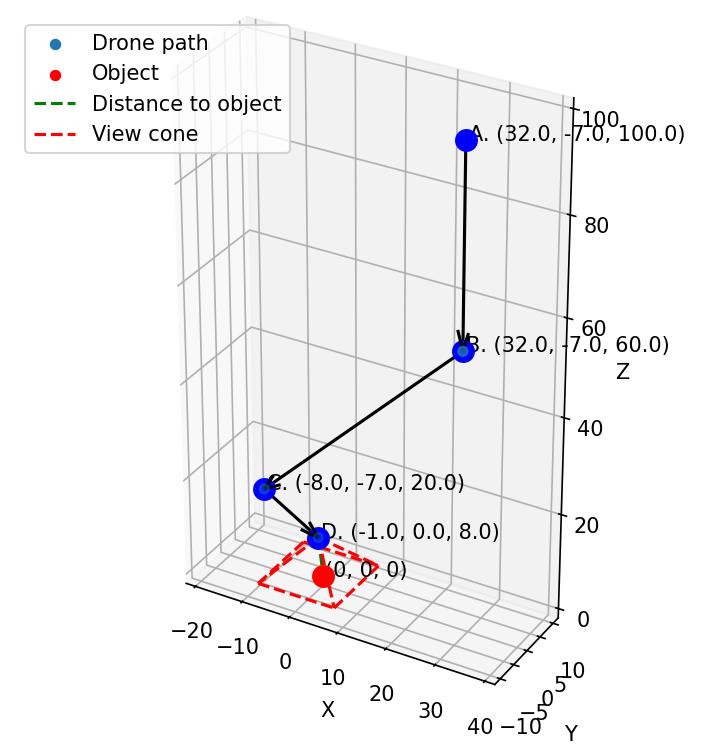 Drone path
Object
Distance to object
View cone
A. (32.0, -7.0, 100.0)
B. (32.0, -7.0, 60.0)
C. (-8.0, -7.0, 20.0)
D. (-1.0, 0.0, 8.0)
(0, 0, 0)
100
80
60
40
20
0
Z
−20
−10
0
10
20
30
40
X
−10
−5
0
5
10
Y